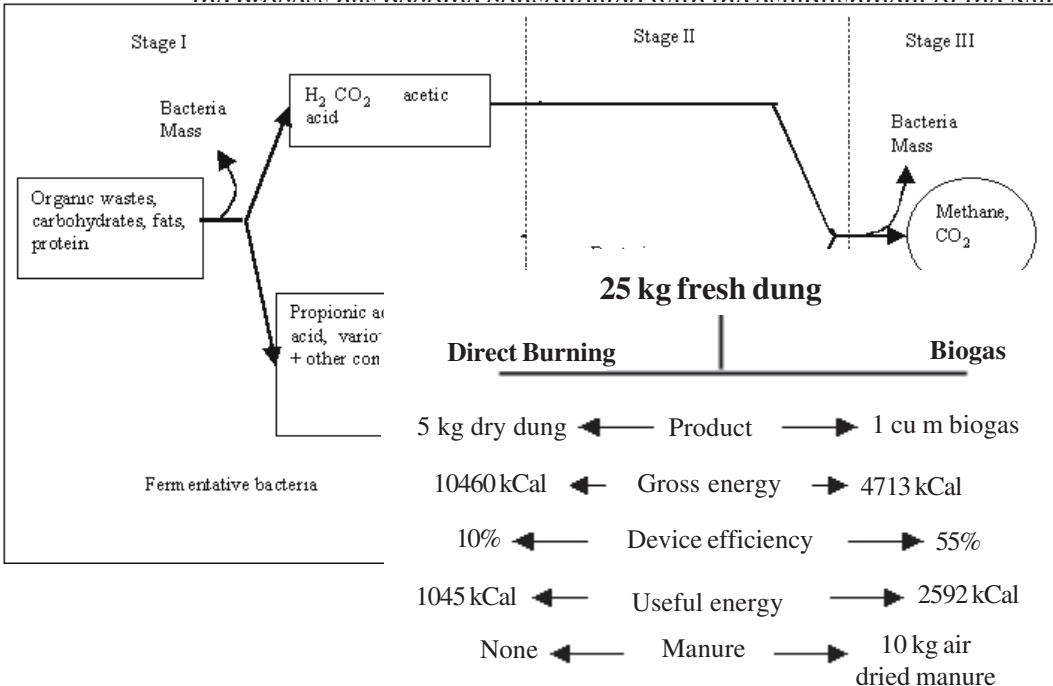 Stage I
Stage II
Stage III
H2 CO2 acetic
acid
Bacteria
Mass
Bacteria
Mass
Organic wastes,
carbohydrates, fats,
protein
Methane,
CO2
25 kg fresh dung
Propionic
acid,
+ other
Direct Burning
Biogas
5 kg dry dung
Product
1 cu m biogas
Fermentative bacteria
10460 kCal
Gross energy
4713 kCal
10%
Device efficiency
55%
1045 kCal
Useful energy
2592 kCal
None
Manure
10 kg air
dried manure